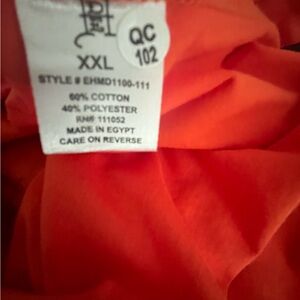 QC
102
XXL
STYLE # EHMD1100-111
60% COTTON
40% POLYESTER
RN# 111052
MADE IN EGYPT
CARE ON REVERSE